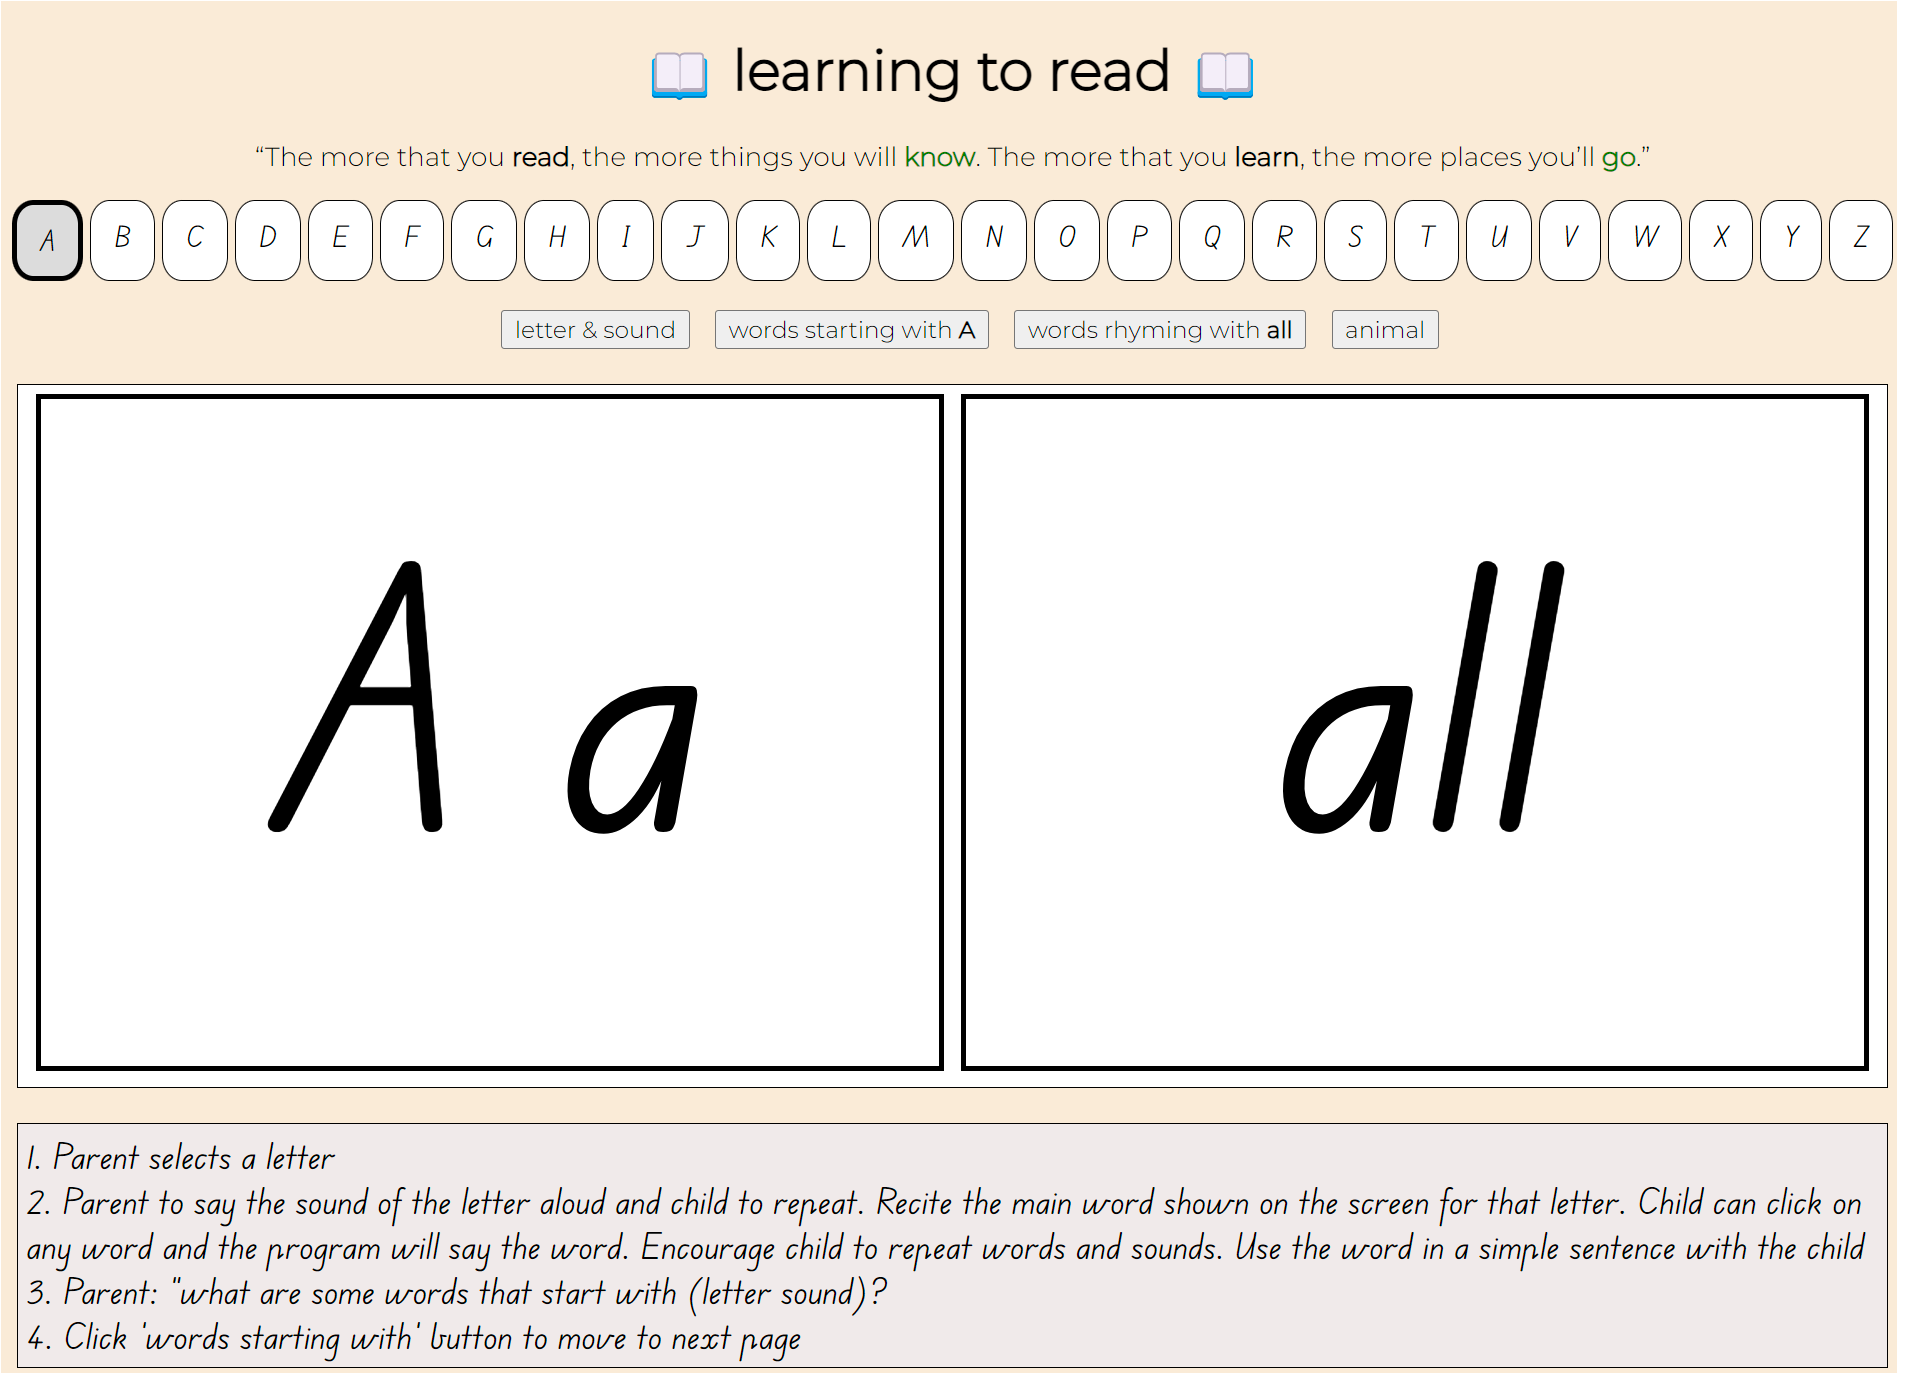 learning to read
“The more that you read, the more things you will know. The more that you learn, the more places you’ll go.”
A B C D E F G H I J K L M N O P Q R S T U V W X Y Z
letter & sound words starting with A words rhyming with all animal
A a all
1. Parent selects a letter
2. Parent to say the sound of the letter aloud and child to repeat. Recite the main word shown on the screen for that letter. Child can click on
any word and the program will say the word. Encourage child to repeat words and sounds. Use the word in a simple sentence with the child
3. Parent: "what are some words that start with (letter sound)?
4. Click 'words starting with' button to move to next page